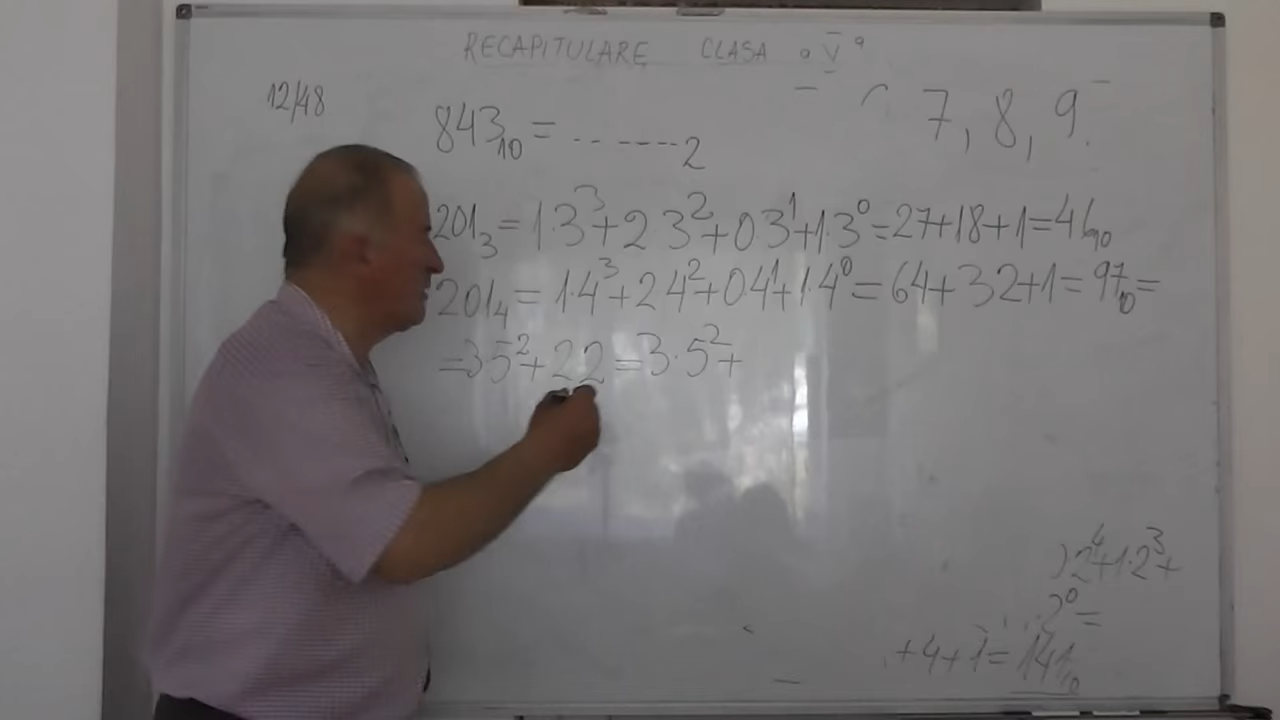 RECAPITULARE CLASA a V a
12/48
7, 8, 9.
843₁₀ = .. ----₂
201₃ = 1·3³+2 3²+0 3¹+1·3⁰=27+18+1=46₁₀
201₄ = 1·4³+2 4²+0 4¹+1·4⁰=64+32+1=97₁₀=
=3 5²+22=3·5²+
2⁴+1·2³+
2⁰=
+4+1=141₁₀